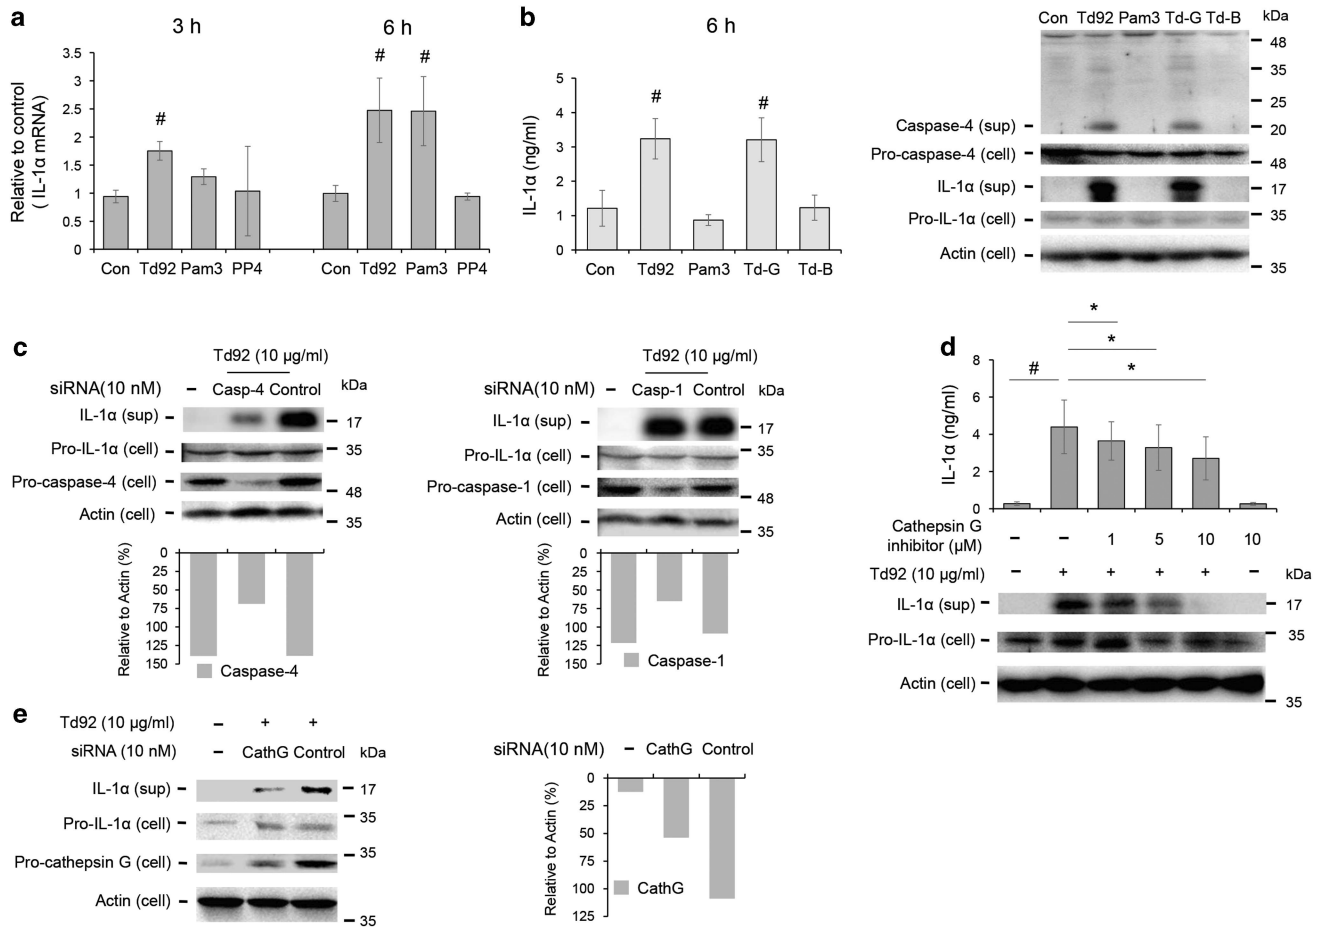 a
3 h
6 h
Relative to control
( IL-1α mRNA)
3.5
3
2.5
2
1.5
1
0.5
0
#
#
#
Con Td92 Pam3 PP4
Con Td92 Pam3 PP4
b
6 h
IL-1α (ng/ml)
5
4
3
2
1
0
#
#
Con Td92 Pam3 Td-G Td-B
Con Td92 Pam3 Td-G Td-B kDa
48
35
25
Caspase-4 (sup) 20
Pro-caspase-4 (cell) 48
IL-1α (sup) 17
Pro-IL-1α (cell) 35
Actin (cell) 35
c
Td92 (10 µg/ml)
siRNA(10 nM) – Casp-4 Control kDa
IL-1α (sup) 17
Pro-IL-1α (cell) 35
Pro-caspase-4 (cell) 48
Actin (cell) 35
Relative to Actin (%)
0
25
50
75
100
125
150
Caspase-4
Td92 (10 µg/ml)
siRNA(10 nM) – Casp-1 Control kDa
IL-1α (sup) 17
Pro-IL-1α (cell) 35
Pro-caspase-1 (cell) 48
Actin (cell) 35
Relative to Actin (%)
0
25
50
75
100
125
150
Caspase-1
d
*
*
*
#
IL-1α (ng/ml)
8
6
4
2
0
Cathepsin G
inhibitor (µM) – – 1 5 10 10
Td92 (10 µg/ml) – + + + + – kDa
IL-1α (sup) 17
Pro-IL-1α (cell) 35
Actin (cell) 35
e
Td92 (10 µg/ml) – + +
siRNA (10 nM) – CathG Control kDa
IL-1α (sup) 17
Pro-IL-1α (cell) 35
Pro-cathepsin G (cell) 35
Actin (cell) 35
siRNA(10 nM) – CathG Control
Relative to Actin (%)
0
25
50
75
100
125
CathG